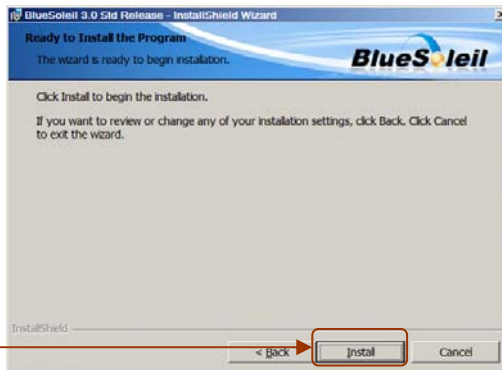 BlueSoleil 3.0 Std Release - InstallShield Wizard
Ready to Install the Program
The wizard is ready to begin installation.
BlueSoleil
Click Install to begin the installation.
If you want to review or change any of your installation settings, click Back. Click Cancel
to exit the wizard.
InstallShield
< Back Install Cancel